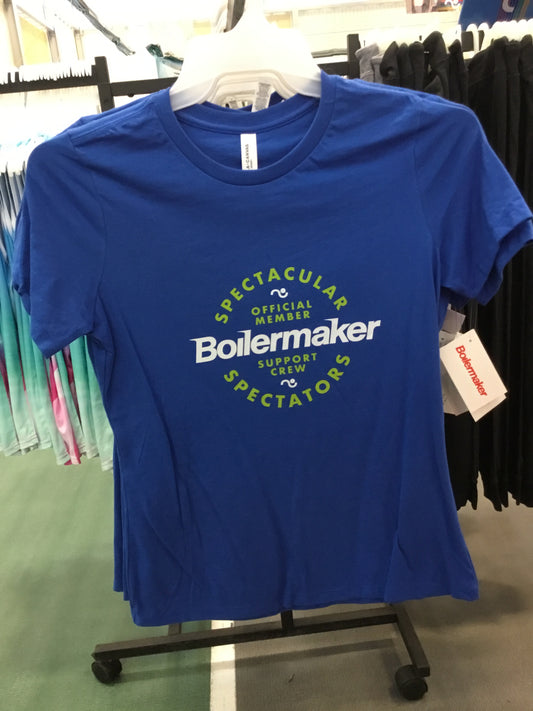 SPECTACULAR
OFFICIAL
MEMBER
Boilermaker
SUPPORT
CREW
SPECTATORS
Boilermaker